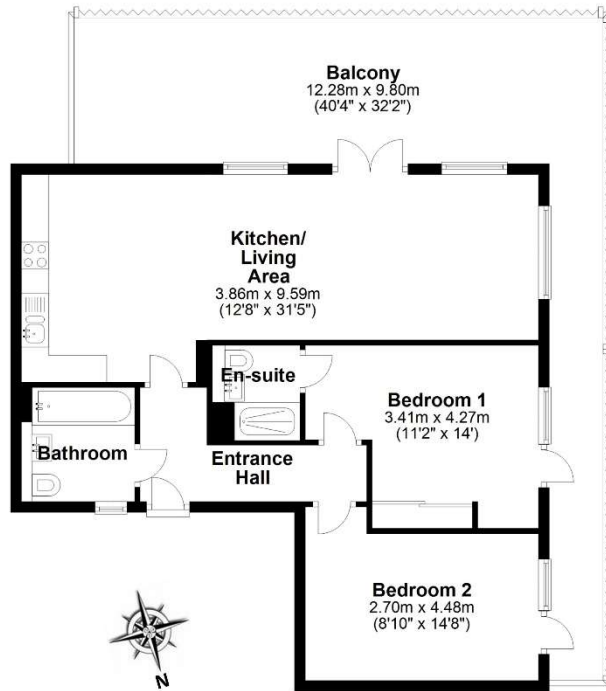 Balcony
12.28m x 9.80m
(40'4" x 32'2")
Kitchen/
Living
Area
3.86m x 9.59m
(12'8" x 31'5")
En-suite
Bedroom 1
3.41m x 4.27m
(11'2" x 14')
Bathroom
Entrance
Hall
Bedroom 2
2.70m x 4.48m
(8'10" x 14'8")
N